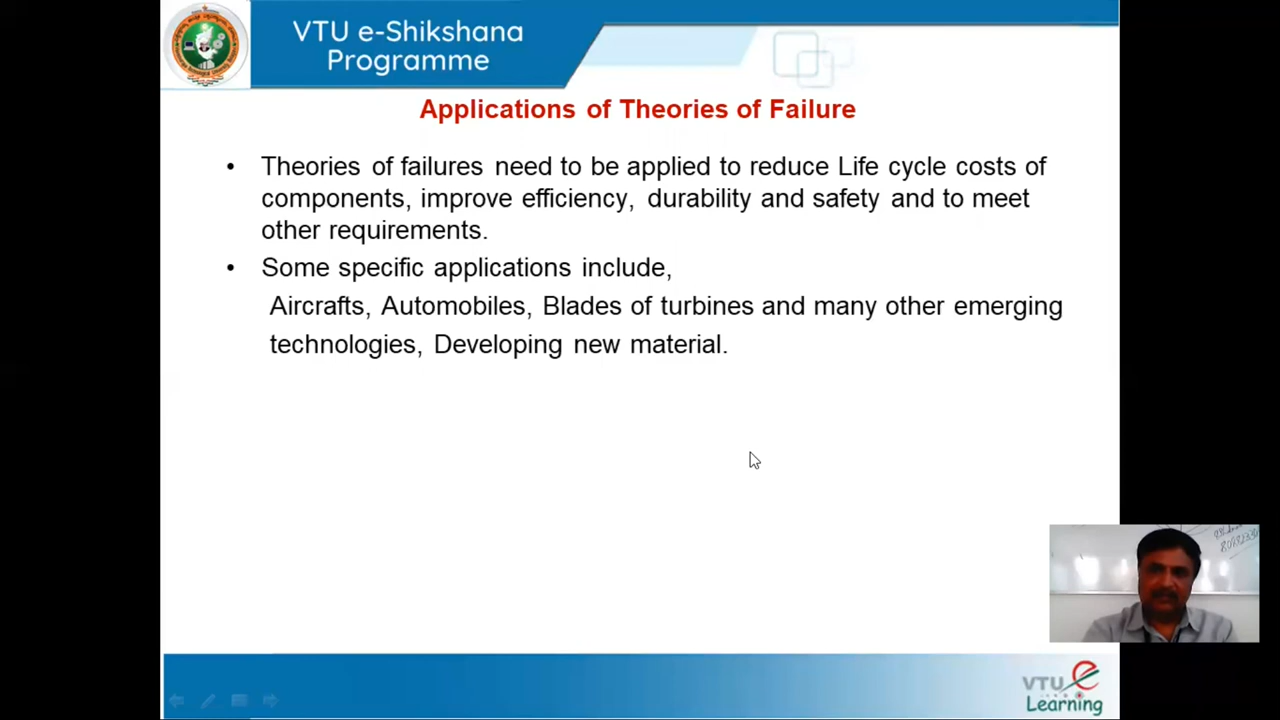 VTU e-Shikshana
Programme
Applications of Theories of Failure
• Theories of failures need to be applied to reduce Life cycle costs of
components, improve efficiency, durability and safety and to meet
other requirements.
• Some specific applications include,
Aircrafts, Automobiles, Blades of turbines and many other emerging
technologies, Developing new material.
VTU e
Learning